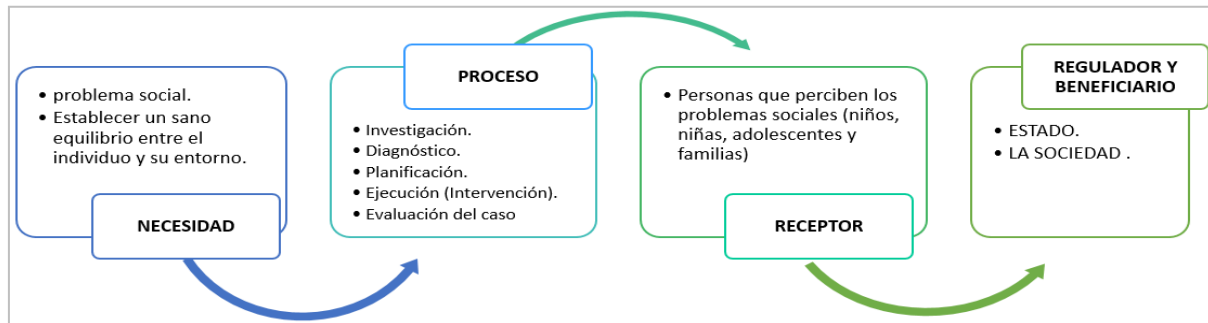 • problema social.
• Establecer un sano
equilibrio entre el
individuo y su entorno.
NECESIDAD
PROCESO
• Investigación.
• Diagnóstico.
• Planificación.
• Ejecución (Intervención).
• Evaluación del caso
• Personas que perciben los
problemas sociales (niños,
niñas, adolescentes y
familias)
RECEPTOR
REGULADOR Y
BENEFICIARIO
• ESTADO.
• LA SOCIEDAD .